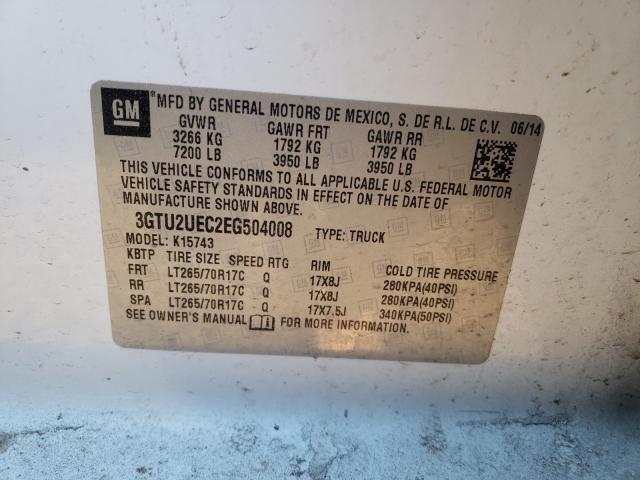 GM ®MFD BY GENERAL MOTORS DE MEXICO, S. DE R.L. DE C.V. 06/14
GVWR GAWR FRT GAWR RR
3266 KG 1792 KG 1792 KG
7200 LB 3950 LB 3950 LB
THIS VEHICLE CONFORMS TO ALL APPLICABLE U.S. FEDERAL MOTOR
VEHICLE SAFETY STANDARDS IN EFFECT ON THE DATE OF
MANUFACTURE SHOWN ABOVE.
3GTU2UEC2EG504008 TYPE: TRUCK
MODEL: K15743
KBTP TIRE SIZE SPEED RTG RIM COLD TIRE PRESSURE
FRT LT265/70R17C Q 17X8J 280KPA(40PSI)
RR LT265/70R17C Q 17X8J 280KPA(40PSI)
SPA LT265/70R17C Q 17X7.5J 340KPA(50PSI)
SEE OWNER'S MANUAL FOR MORE INFORMATION.